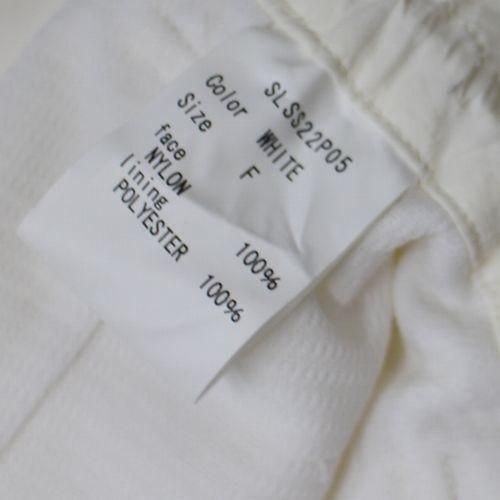 SLSS22P05
Color WHITE
Size F
face
NYLON 100%
lining
POLYESTER 100%